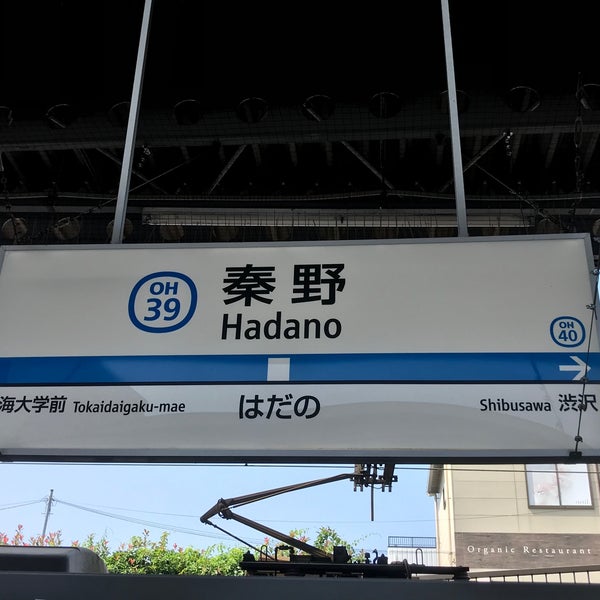 OH
39
秦野
Hadano
OH
40
海大学前 Tokaidaigaku-mae
はだの
Shibusawa 渋沢
Organic Restaurant